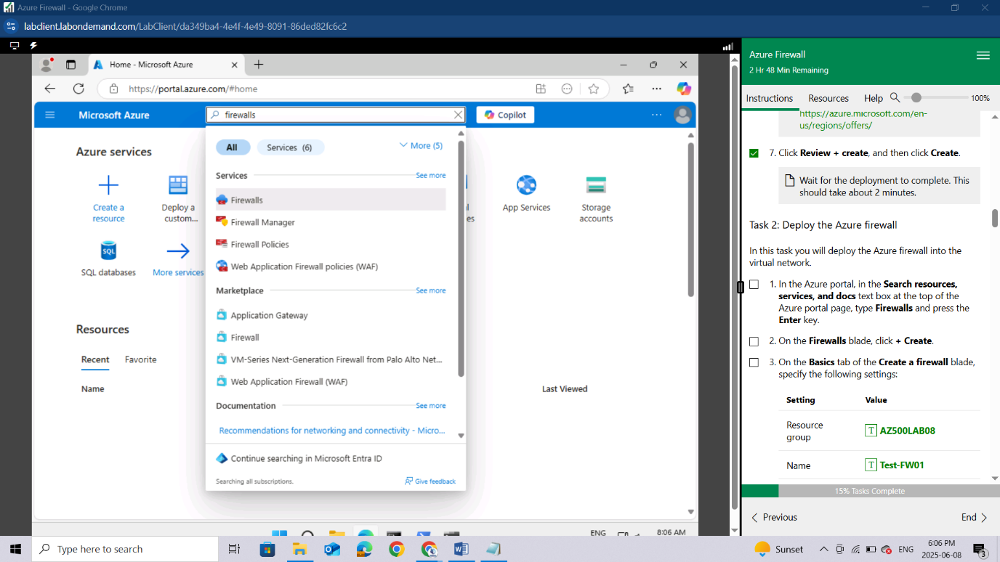 Azure Firewall - Google Chrome
labclient.labondemand.com/LabClient/da349ba4-4e4f-4e49-8091-86ded82fc6c2
Home - Microsoft Azure
https://portal.azure.com/#home
Microsoft Azure
firewalls
Copilot
Azure services
Create a
resource
Deploy a
custom...
App Services
Storage
accounts
SQL
SQL databases
More services
Resources
Recent
Favorite
Name
Last Viewed
All
Services (6)
More (5)
Services
See more
Firewalls
Firewall Manager
Firewall Policies
Web Application Firewall policies (WAF)
Marketplace
See more
Application Gateway
Firewall
VM-Series Next-Generation Firewall from Palo Alto Net...
Web Application Firewall (WAF)
Documentation
See more
Recommendations for networking and connectivity - Micro...
Continue searching in Microsoft Entra ID
Searching all subscriptions.
Give feedback
ENG
8:06 AM
Azure Firewall
2 Hr 48 Min Remaining
Instructions
Resources
Help
100%
https://azure.microsoft.com/en-
us/regions/offers/
7. Click Review + create, and then click Create.
Wait for the deployment to complete. This
should take about 2 minutes.
Task 2: Deploy the Azure firewall
In this task you will deploy the Azure firewall into the
virtual network.
1. In the Azure portal, in the Search resources,
services, and docs text box at the top of the
Azure portal page, type Firewalls and press the
Enter key.
2. On the Firewalls blade, click + Create.
3. On the Basics tab of the Create a firewall blade,
specify the following settings:
Setting Value
Resource
group
T AZ500LAB08
Name
T Test-FW01
15% Tasks Complete
Previous
End
Type here to search
Sunset
ENG
6:06 PM
2025-06-08
3